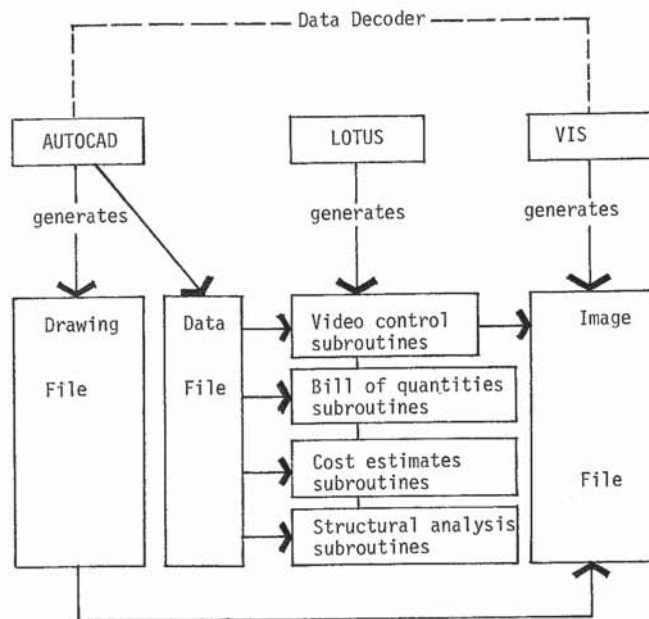 Data Decoder
AUTOCAD
LOTUS
VIS
generates
generates
generates
Drawing
File
Data
File
Video control
subroutines
Bill of quantities
subroutines
Cost estimates
subroutines
Structural analysis
subroutines
Image
File